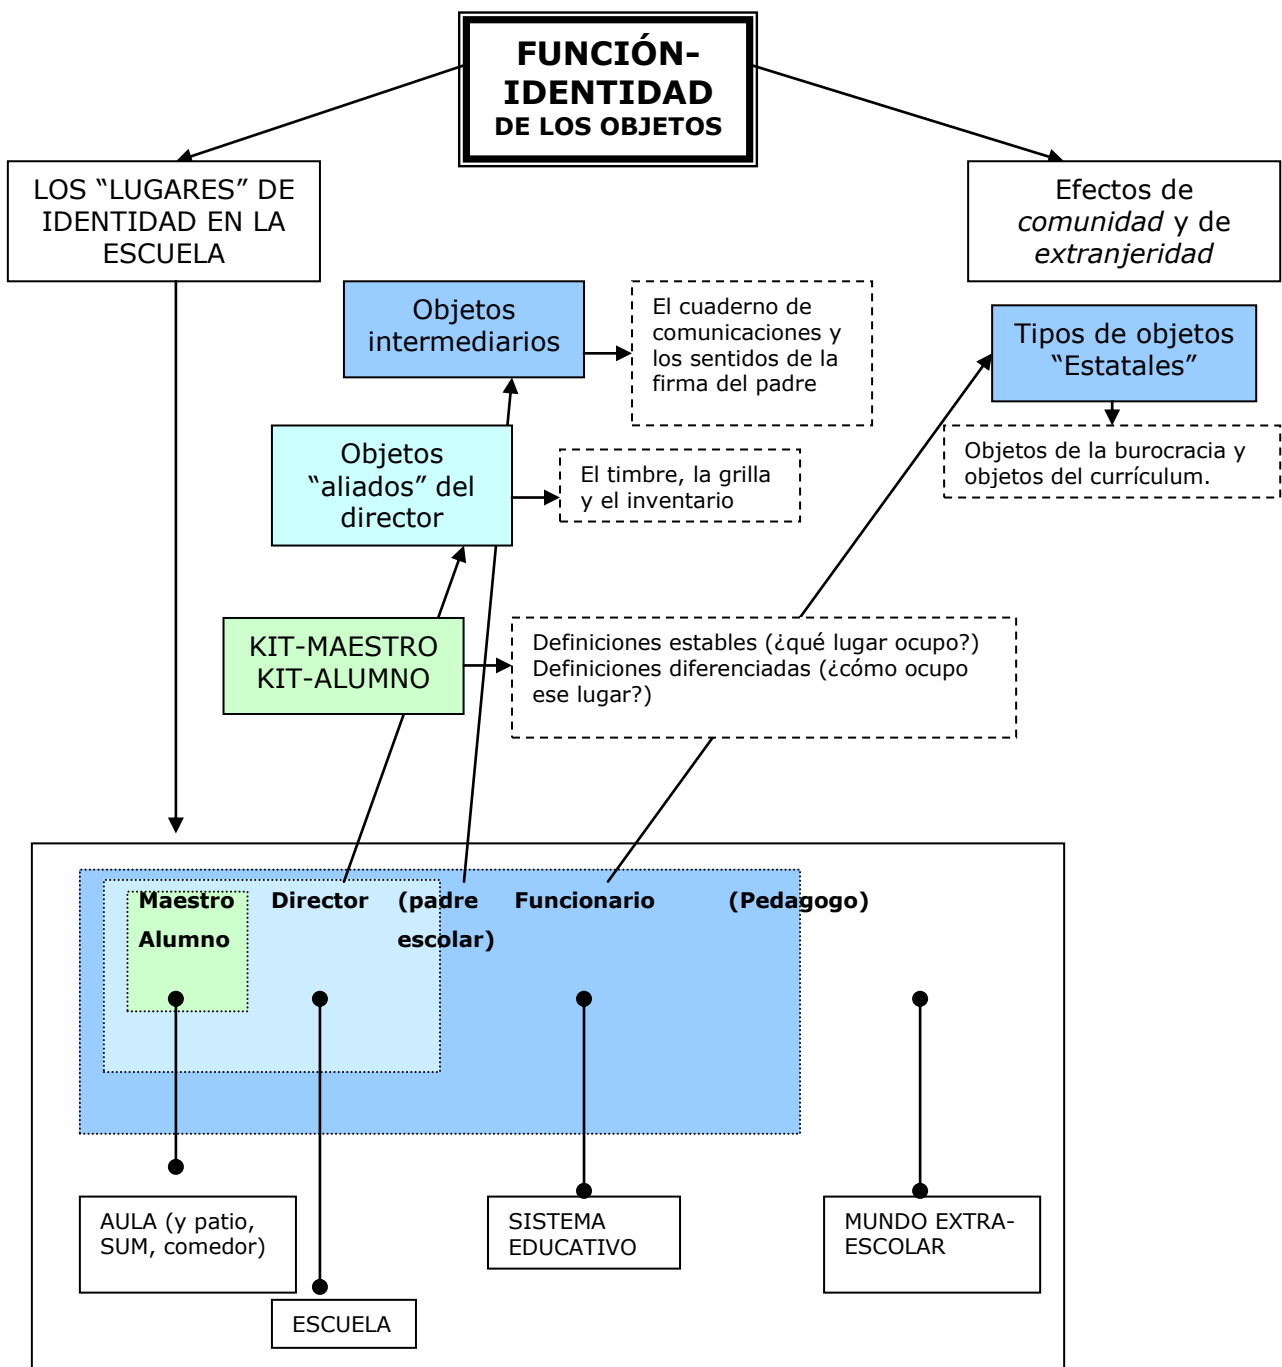 FUNCIÓN-
IDENTIDAD
DE LOS OBJETOS
LOS “LUGARES” DE
IDENTIDAD EN LA
ESCUELA
Efectos de
comunidad y de
extranjeridad
Objetos
intermediarios
El cuaderno de
comunicaciones y
los sentidos de la
firma del padre
Tipos de objetos
“Estatales”
Objetos de la burocracia y
objetos del currículum.
Objetos
“aliados” del
director
El timbre, la grilla
y el inventario
KIT-MAESTRO
KIT-ALUMNO
Definiciones estables (¿qué lugar ocupo?)
Definiciones diferenciadas (¿cómo ocupo
ese lugar?)
Maestro Director (padre Funcionario (Pedagogo)
Alumno escolar)
AULA (y patio,
SUM, comedor)
ESCUELA
SISTEMA
EDUCATIVO
MUNDO EXTRA-
ESCOLAR